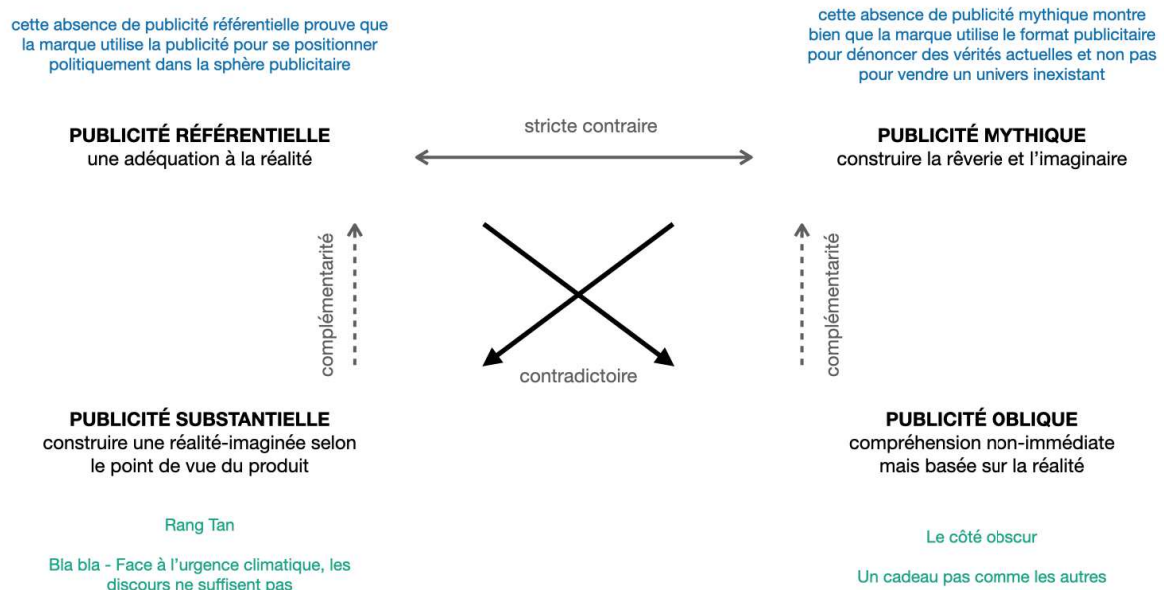 cette absence de publicité référentielle prouve que
la marque utilise la publicité pour se positionner
politiquement dans la sphère publicitaire
cette absence de publicité mythique montre
bien que la marque utilise le format publicitaire
pour dénoncer des vérités actuelles et non pas
pour vendre un univers inexistant
PUBLICITÉ RÉFÉRENTIELLE
une adéquation à la réalité
stricte contraire
PUBLICITÉ MYTHIQUE
construire la rêverie et l'imaginaire
complémentarité
contradictoire
complémentarité
PUBLICITÉ SUBSTANTIELLE
construire une réalité-imaginée selon
le point de vue du produit
PUBLICITÉ OBLIQUE
compréhension non-immédiate
mais basée sur la réalité
Rang Tan
Bla bla - Face à l'urgence climatique, les
discours ne suffisent pas
Le côté obscur
Un cadeau pas comme les autres